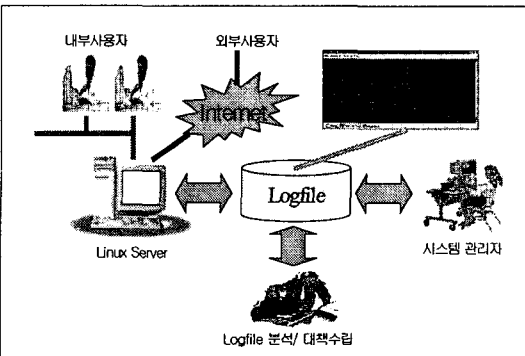 내부사용자
외부사용자
Internet
Logfile
Linux Server
시스템 관리자
Logfile 분석/ 대책수립